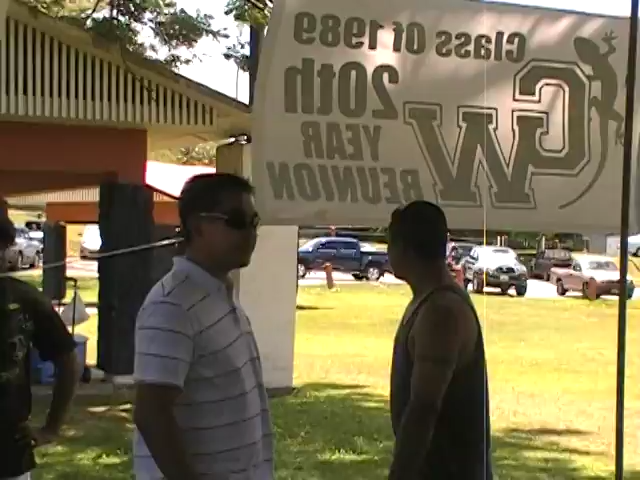 Class Of 1989
GW
20th
YEAR
REUNION